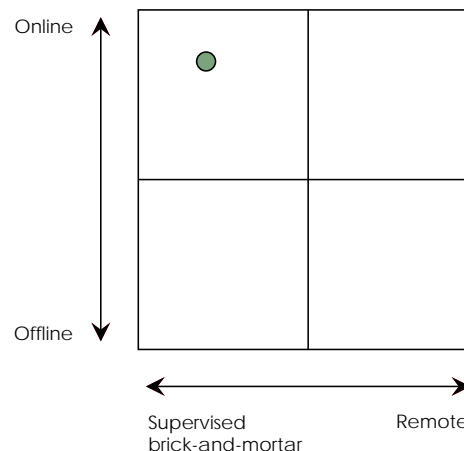 Online
Offline
Supervised
brick-and-mortar
Remote